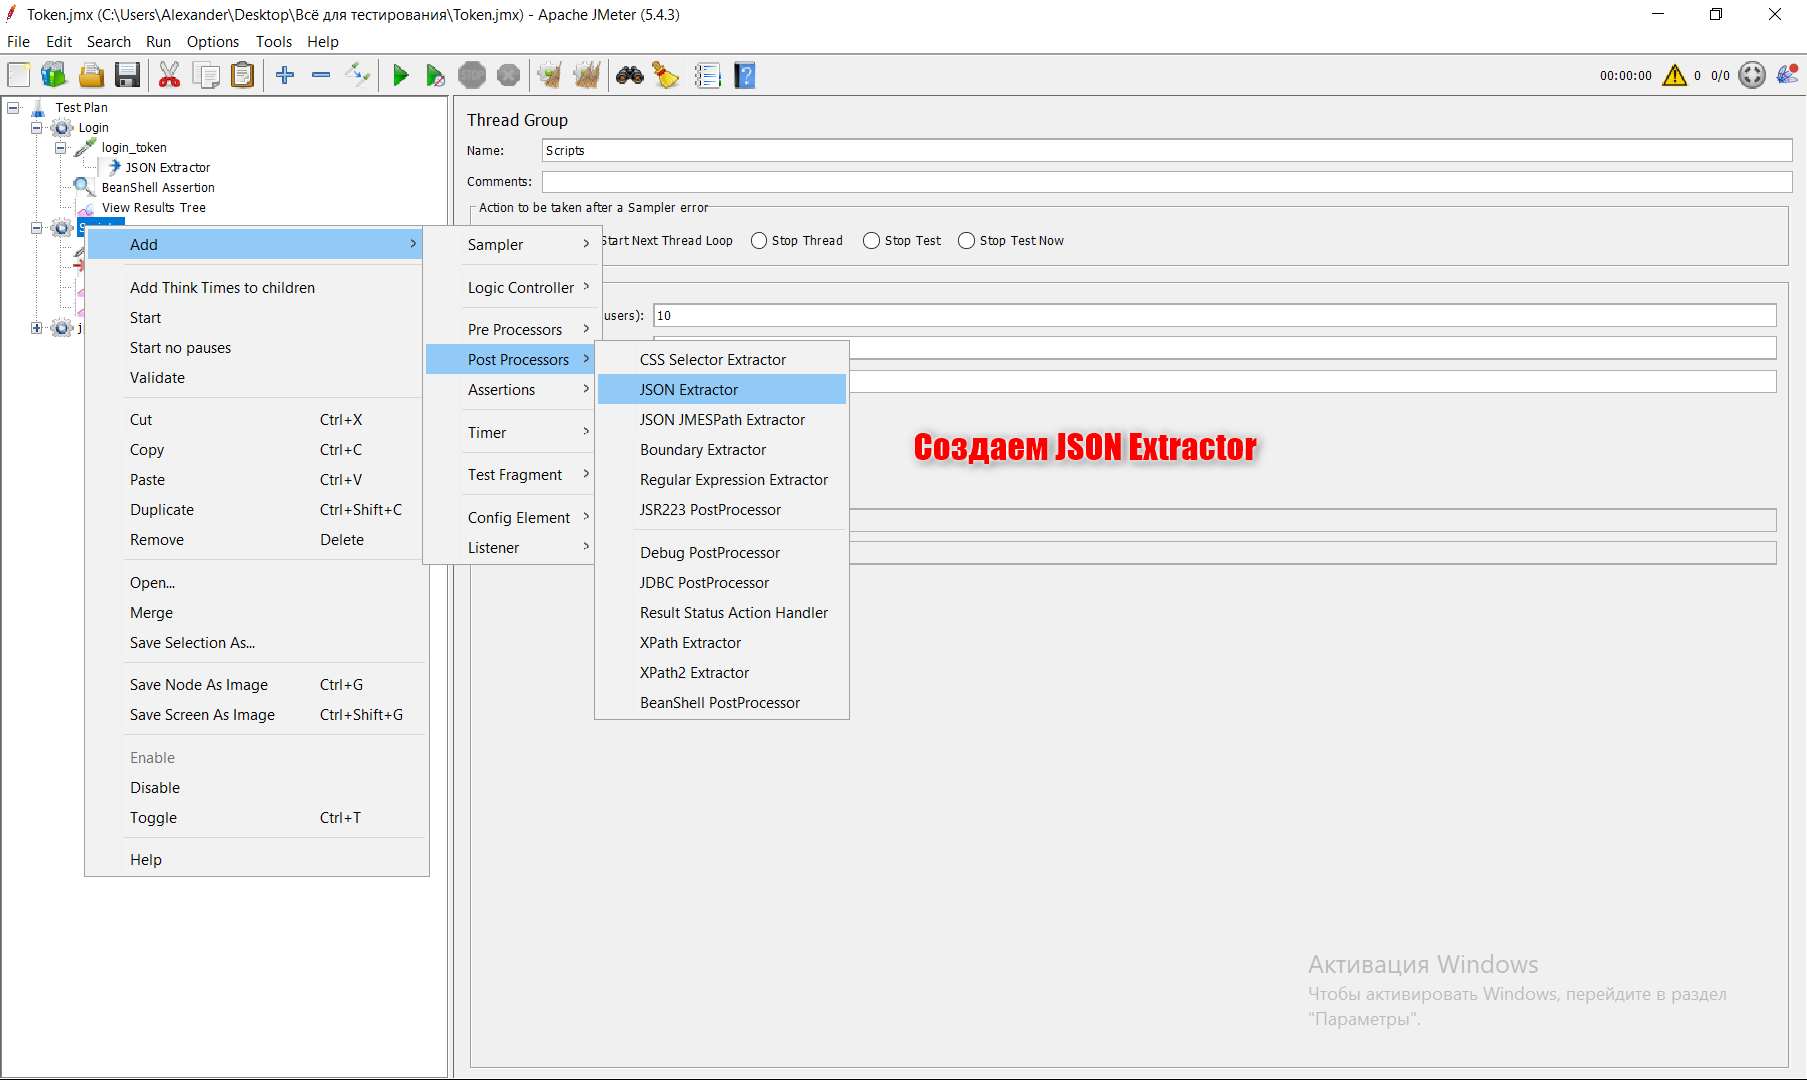 Token.jmx (C:\Users\Alexander\Desktop\Всё для тестирования\Token.jmx) - Apache JMeter (5.4.3)
File Edit Search Run Options Tools Help
STOP
00:00:00 0 0/0
Test Plan
Login
login_token
JSON Extractor
BeanShell Assertion
View Results Tree
Thread Group
Name: Scripts
Comments:
Action to be taken after a Sampler error
Start Next Thread Loop Stop Thread Stop Test Stop Test Now
users): 10
Add
Add Think Times to children
Start
Start no pauses
Validate
Cut Ctrl+X
Copy Ctrl+C
Paste Ctrl+V
Duplicate Ctrl+Shift+C
Remove Delete
Open...
Merge
Save Selection As...
Save Node As Image Ctrl+G
Save Screen As Image Ctrl+Shift+G
Enable
Disable
Toggle Ctrl+T
Help
Sampler
Logic Controller
Pre Processors
Post Processors
Assertions
Timer
Test Fragment
Config Element
Listener
CSS Selector Extractor
JSON Extractor
JSON JMESPath Extractor
Boundary Extractor
Regular Expression Extractor
JSR223 PostProcessor
Debug PostProcessor
JDBC PostProcessor
Result Status Action Handler
XPath Extractor
XPath2 Extractor
BeanShell PostProcessor
Создаем JSON Extractor
Активация Windows
Чтобы активировать Windows, перейдите в раздел
"Параметры".